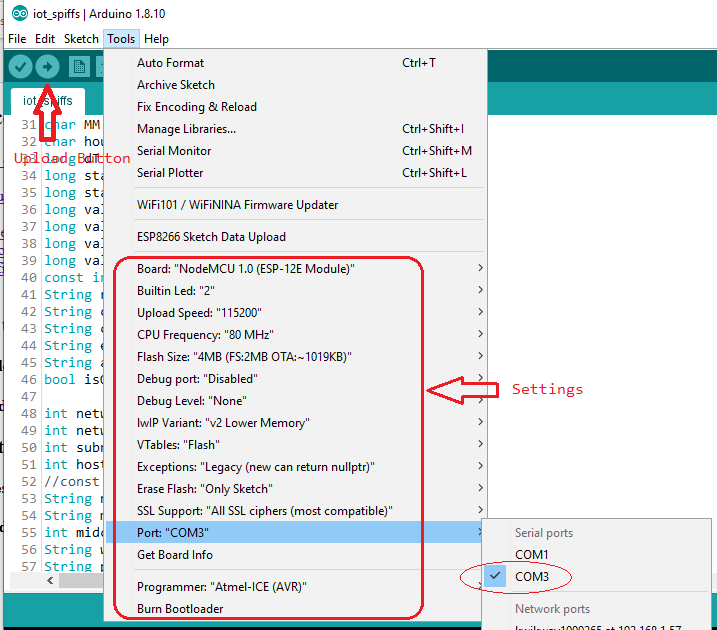 iot_spiffs | Arduino 1.8.10
File Edit Sketch Tools Help
Auto Format Ctrl+T
Archive Sketch
Fix Encoding & Reload
Manage Libraries... Ctrl+Shift+I
Serial Monitor Ctrl+Shift+M
Serial Plotter Ctrl+Shift+L
WiFi101 / WiFiNINA Firmware Updater
ESP8266 Sketch Data Upload
Board: "NodeMCU 1.0 (ESP-12E Module)"
Builtin Led: "2"
Upload Speed: "115200"
CPU Frequency: "80 MHz"
Flash Size: "4MB (FS:2MB OTA:~1019KB)"
Debug port: "Disabled"
Debug Level: "None"
lwIP Variant: "v2 Lower Memory"
VTables: "Flash"
Exceptions: "Legacy (new can return nullptr)"
Erase Flash: "Only Sketch"
SSL Support: "All SSL ciphers (most compatible)"
Port: "COM3"
Get Board Info
Programmer: "Atmel-ICE (AVR)"
Burn Bootloader
Serial ports
COM1
COM3
Network ports
Settings
iot_spiffs
Upload Button
31 char MM
32 char hou
33 long dT
34 long sta
35 long sta
36 long val
37 long val
38 long val
39 long val
40 const in
41 String n
42 String c
43 String c
44 String e
45 String a
46 bool is
47
48 int netw
49 int netw
50 int subn
51 int host
52 //const
53 String n
54 String m
55 int midd
56 String w
57 String p